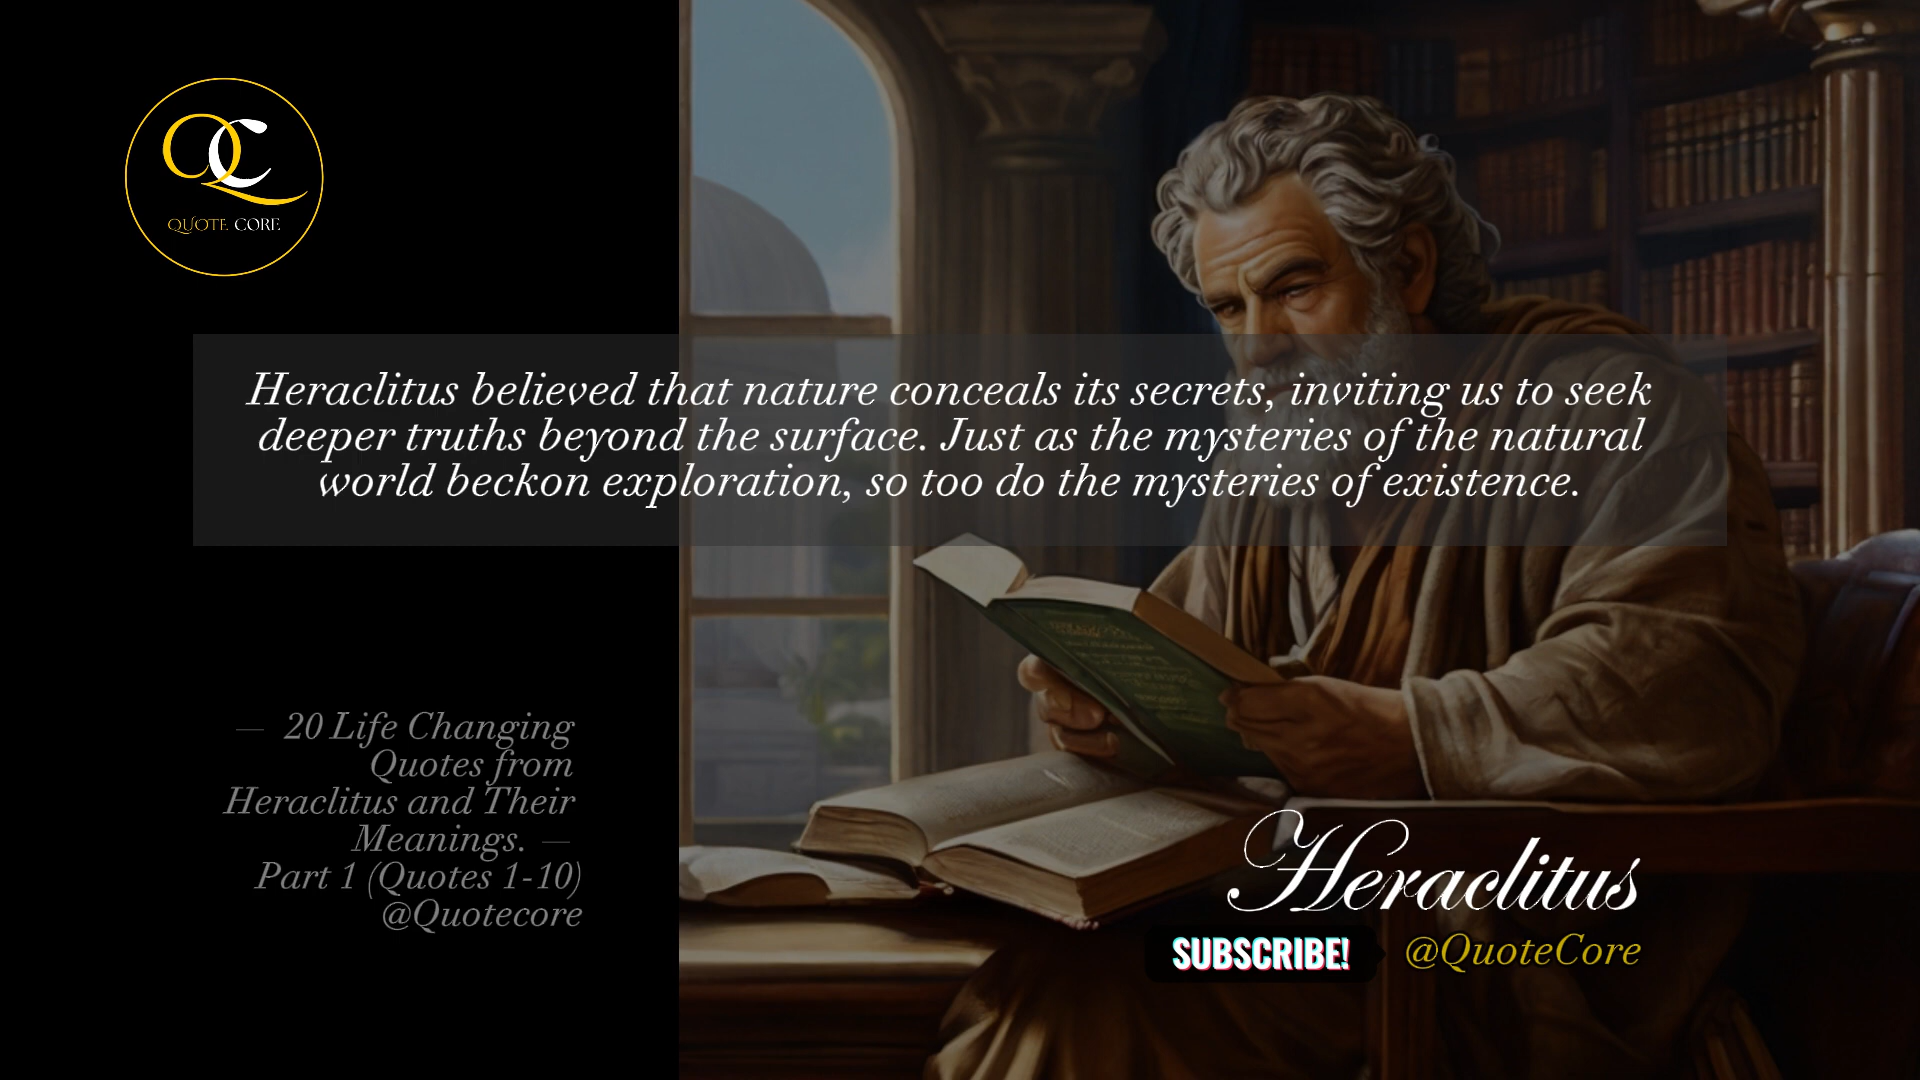 QC
QUOTE CORE
Heraclitus believed that nature conceals its secrets, inviting us to seek
deeper truths beyond the surface. Just as the mysteries of the natural
world beckon exploration, so too do the mysteries of existence.
— 20 Life Changing
Quotes from
Heraclitus and Their
Meanings. —
Part 1 (Quotes 1-10)
@Quotecore
Heraclitus
SUBSCRIBE!
@QuoteCore